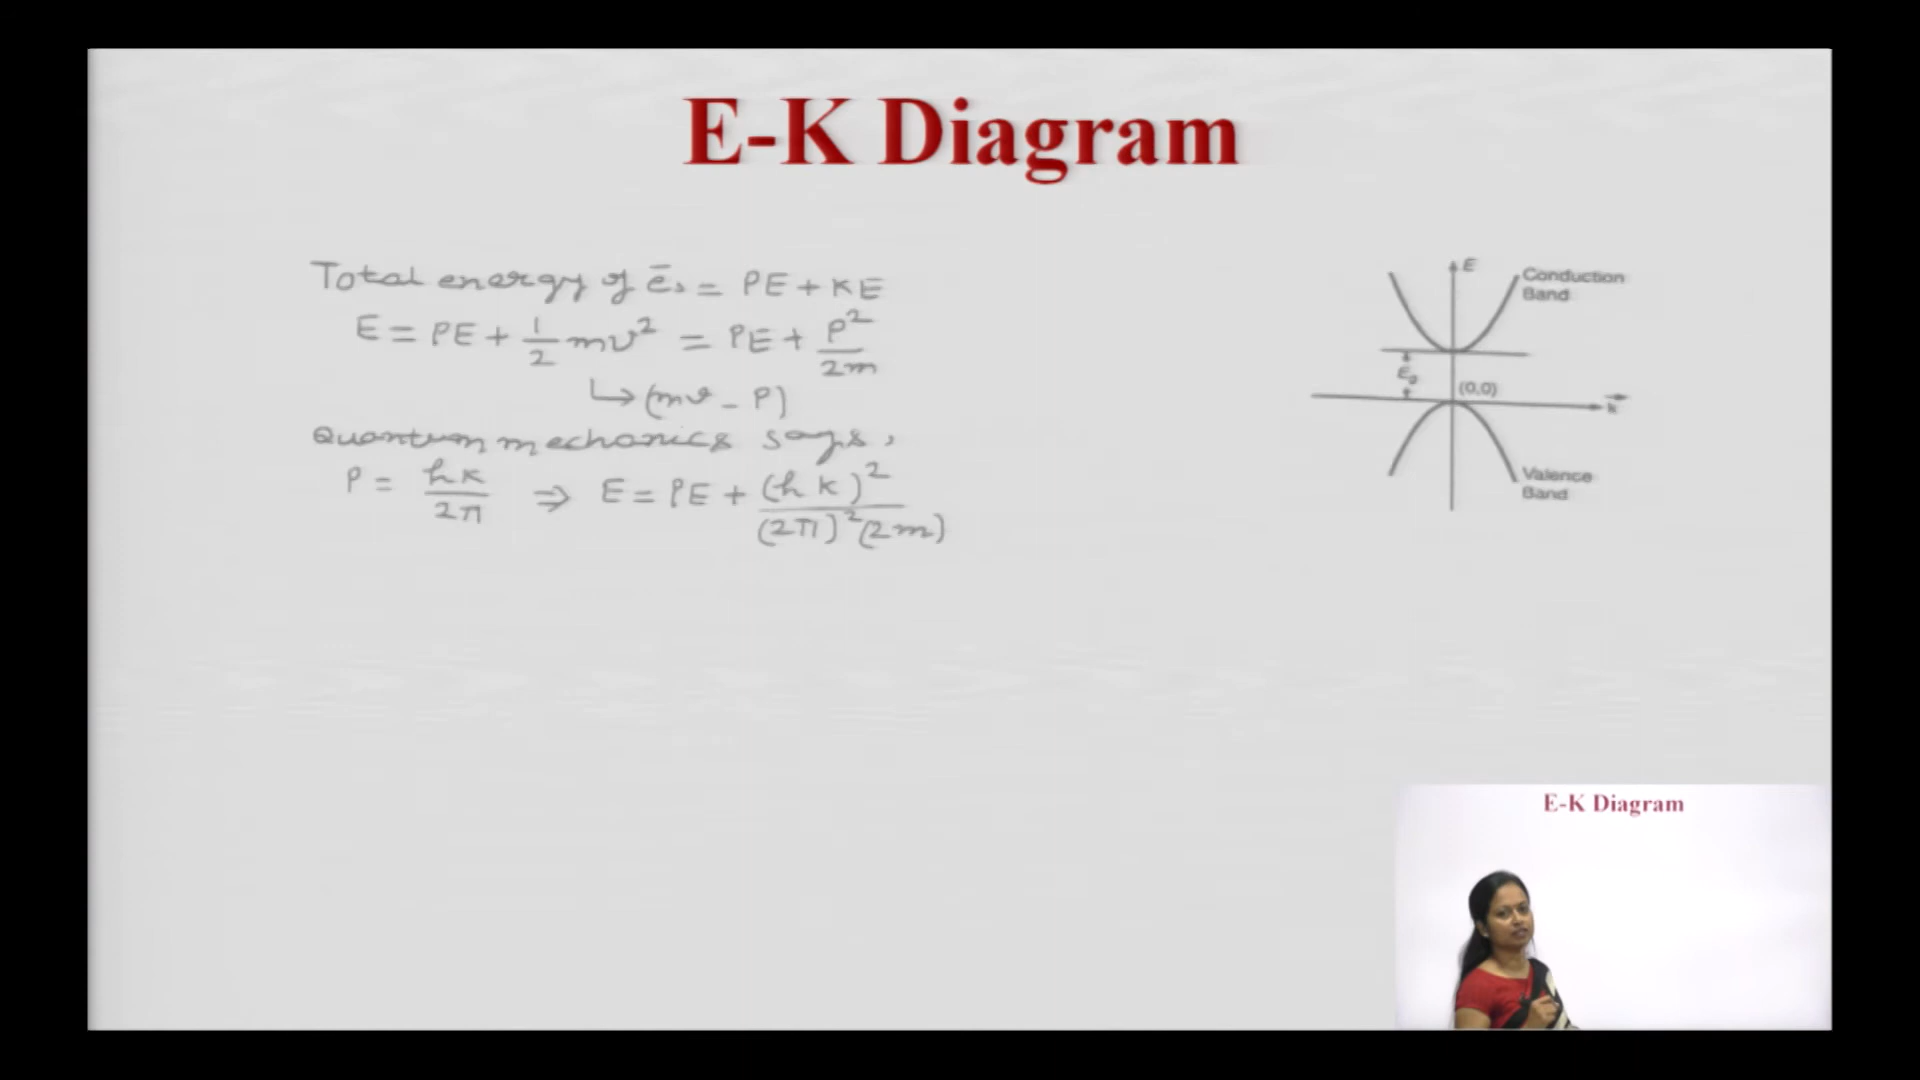 E-K Diagram
Total energy of ē, = PE + KE
E = PE + 1/2 mv² = PE + P²/2m
↳ (mv - P)
Quantum mechanics says,
P = hK/2π ⇒ E = PE + (hK)²/(2π)²(2m)
E
Conduction
Band
Eg
(0,0)
k
Valence
Band
E-K Diagram